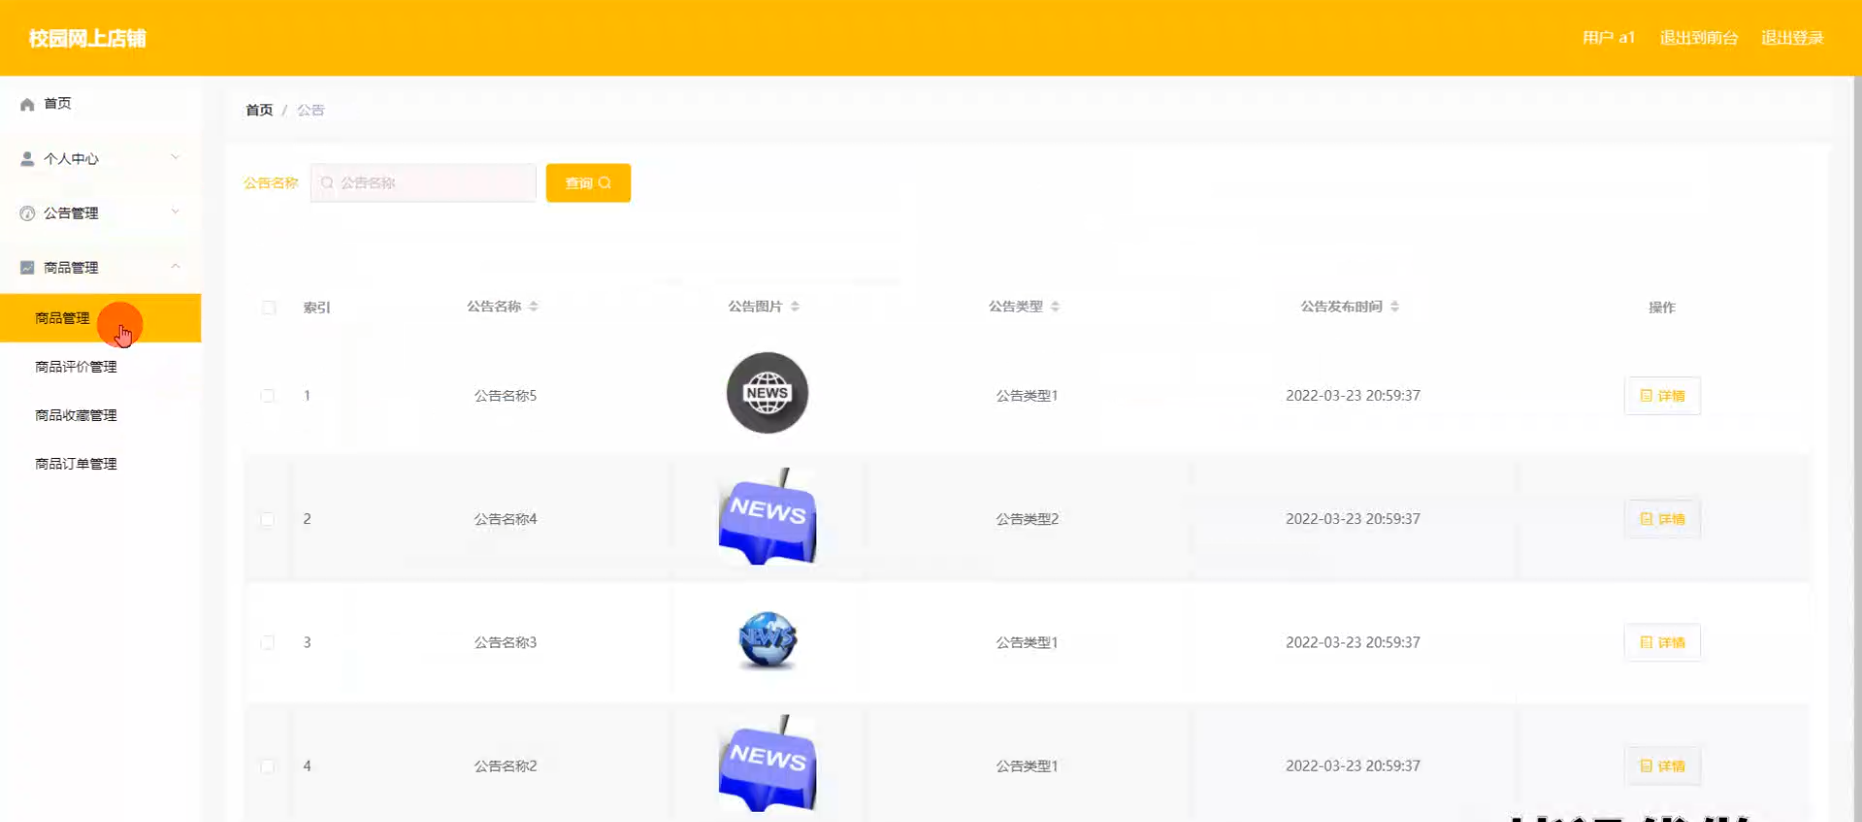 校园网上店铺
用户 a1 退出到前台 退出登录
首页
个人中心
公告管理
商品管理
商品管理
商品评价管理
商品收藏管理
商品订单管理
首页 / 公告
公告名称 公告名称 查询
索引 公告名称 公告图片 公告类型 公告发布时间 操作
1 公告名称5 NEWS 公告类型1 2022-03-23 20:59:37 详情
2 公告名称4 NEWS 公告类型2 2022-03-23 20:59:37 详情
3 公告名称3 NEWS 公告类型1 2022-03-23 20:59:37 详情
4 公告名称2 NEWS 公告类型1 2022-03-23 20:59:37 详情